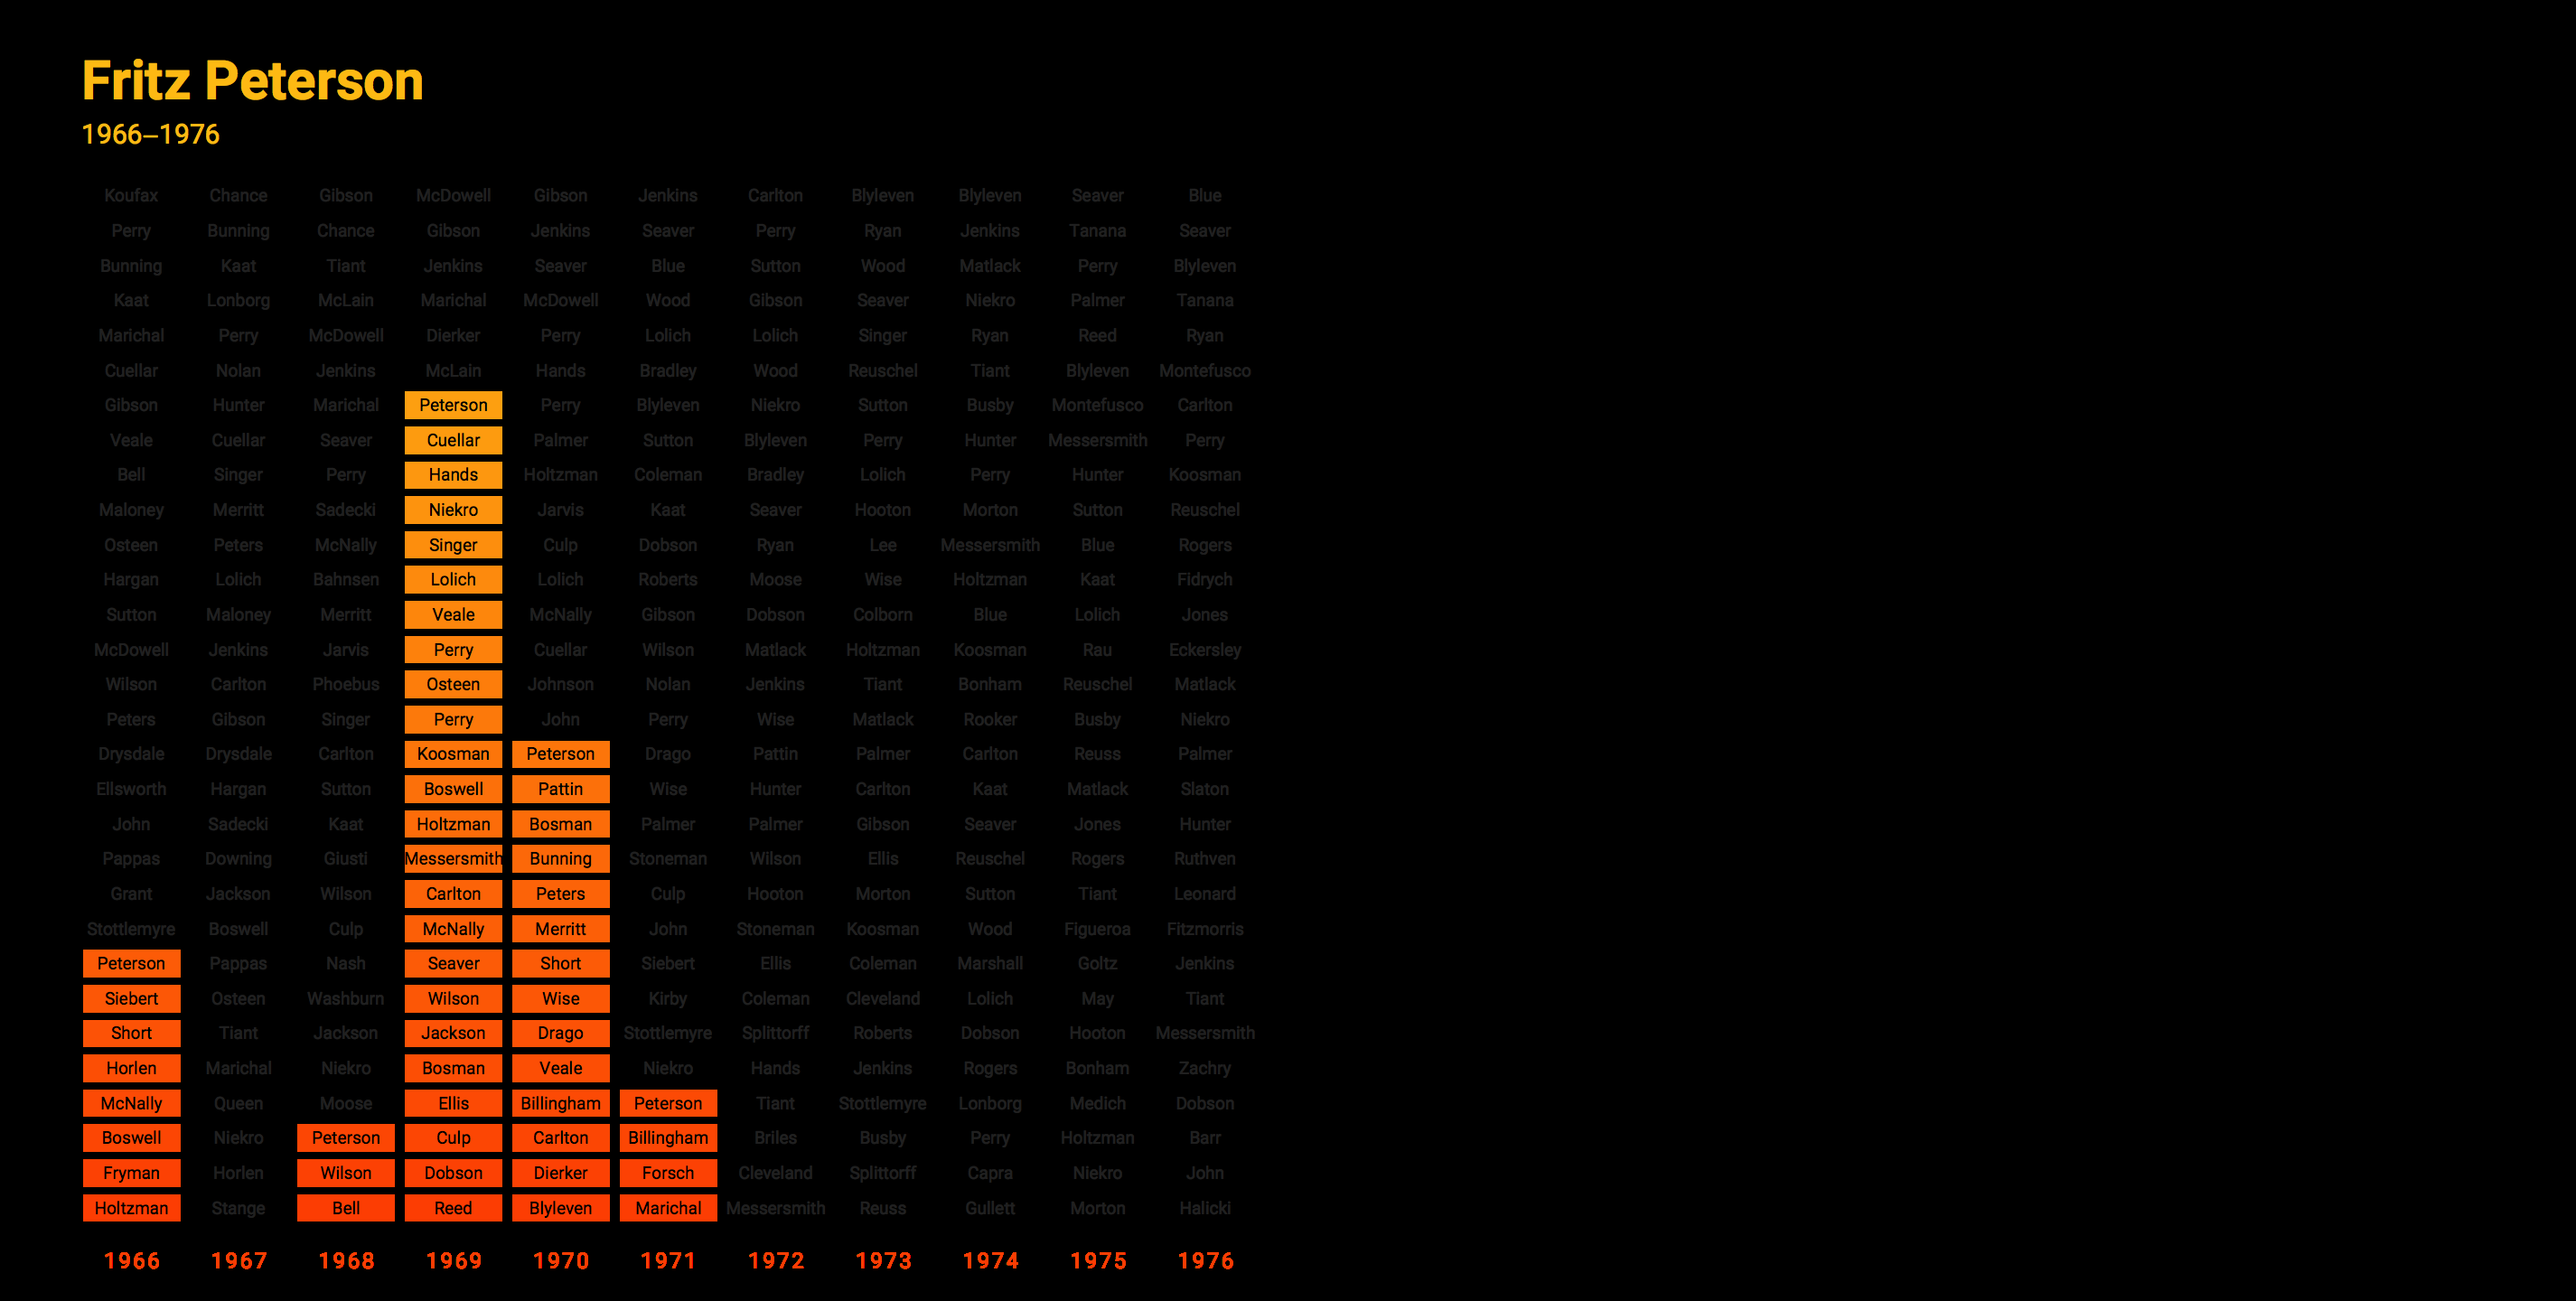 Fritz Peterson
1966–1976
Koufax Chance Gibson McDowell Gibson Jenkins Carlton Blyleven Blyleven Seaver Blue
Perry Bunning Chance Gibson Jenkins Seaver Perry Ryan Jenkins Tanana Seaver
Bunning Kaat Tiant Jenkins Seaver Blue Sutton Wood Matlack Perry Blyleven
Kaat Lonborg McLain Marichal McDowell Wood Gibson Seaver Niekro Palmer Tanana
Marichal Perry McDowell Dierker Perry Lolich Lolich Singer Ryan Reed Ryan
Cuellar Nolan Jenkins McLain Hands Bradley Wood Reuschel Tiant Blyleven Montefusco
Gibson Hunter Marichal Peterson Perry Blyleven Niekro Sutton Busby Montefusco Carlton
Veale Cuellar Seaver Cuellar Palmer Sutton Blyleven Perry Hunter Messersmith Perry
Bell Singer Perry Hands Holtzman Coleman Bradley Lolich Perry Hunter Koosman
Maloney Merritt Sadecki Niekro Jarvis Kaat Seaver Hooton Morton Sutton Reuschel
Osteen Peters McNally Singer Culp Dobson Ryan Lee Messersmith Blue Rogers
Hargan Lolich Bahnsen Lolich Lolich Roberts Moose Wise Holtzman Kaat Fidrych
Sutton Maloney Merritt Veale McNally Gibson Dobson Colborn Blue Lolich Jones
McDowell Jenkins Jarvis Perry Cuellar Wilson Matlack Holtzman Koosman Rau Eckersley
Wilson Carlton Phoebus Osteen Johnson Nolan Jenkins Tiant Bonham Reuschel Matlack
Peters Gibson Singer Perry John Perry Wise Matlack Rooker Busby Niekro
Drysdale Drysdale Carlton Koosman Peterson Drago Pattin Palmer Carlton Reuss Palmer
Ellsworth Hargan Sutton Boswell Pattin Wise Hunter Carlton Kaat Matlack Slaton
John Sadecki Kaat Holtzman Bosman Palmer Palmer Gibson Seaver Jones Hunter
Pappas Downing Giusti Messersmith Bunning Stoneman Wilson Ellis Reuschel Rogers Ruthven
Grant Jackson Wilson Carlton Peters Culp Hooton Morton Sutton Tiant Leonard
Stottlemyre Boswell Culp McNally Merritt John Stoneman Koosman Wood Figueroa Fitzmorris
Peterson Pappas Nash Seaver Short Siebert Ellis Coleman Marshall Goltz Jenkins
Siebert Osteen Washburn Wilson Wise Kirby Coleman Cleveland Lolich May Tiant
Short Tiant Jackson Jackson Drago Stottlemyre Splittorff Roberts Dobson Hooton Messersmith
Horlen Marichal Niekro Bosman Veale Niekro Hands Jenkins Rogers Bonham Zachry
McNally Queen Moose Ellis Billingham Peterson Tiant Stottlemyre Lonborg Medich Dobson
Boswell Niekro Peterson Culp Carlton Billingham Briles Busby Perry Holtzman Barr
Fryman Horlen Wilson Dobson Dierker Forsch Cleveland Splittorff Capra Niekro John
Holtzman Stange Bell Reed Blyleven Marichal Messersmith Reuss Gullett Morton Halicki
1966 1967 1968 1969 1970 1971 1972 1973 1974 1975 1976